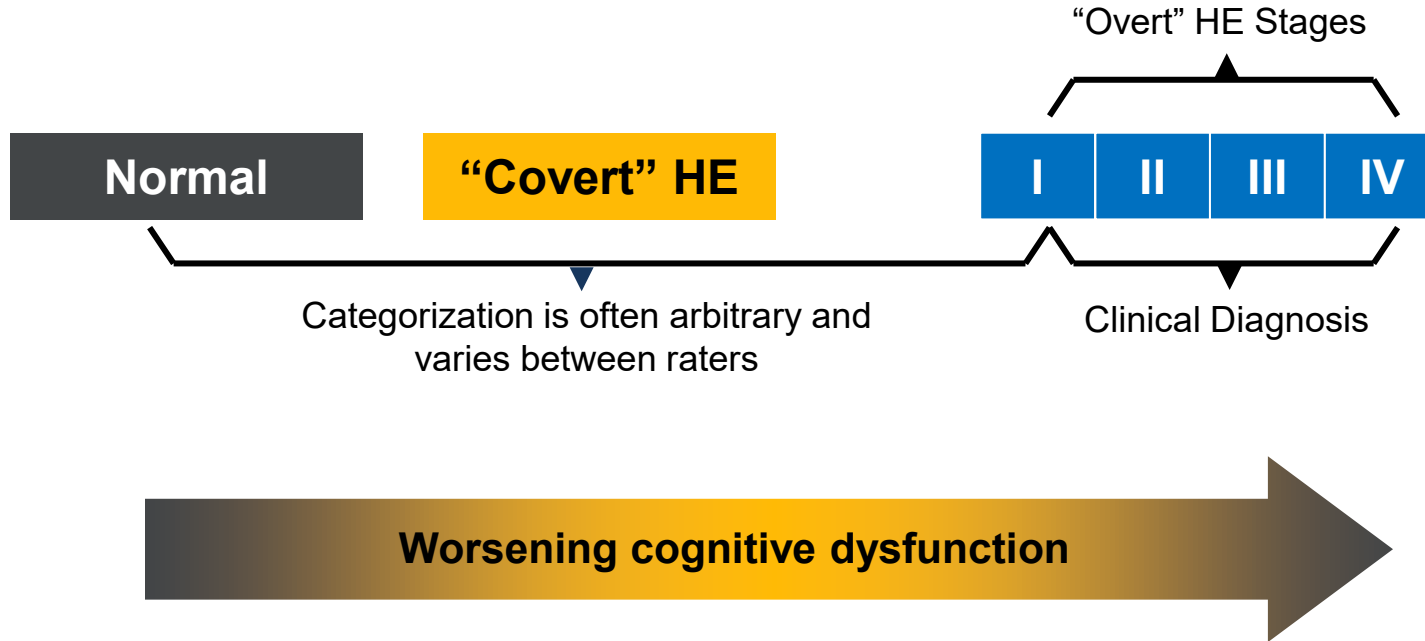 “Overt” HE Stages
Normal
“Covert” HE
I
II
III
IV
Categorization is often arbitrary and
varies between raters
Clinical Diagnosis
Worsening cognitive dysfunction